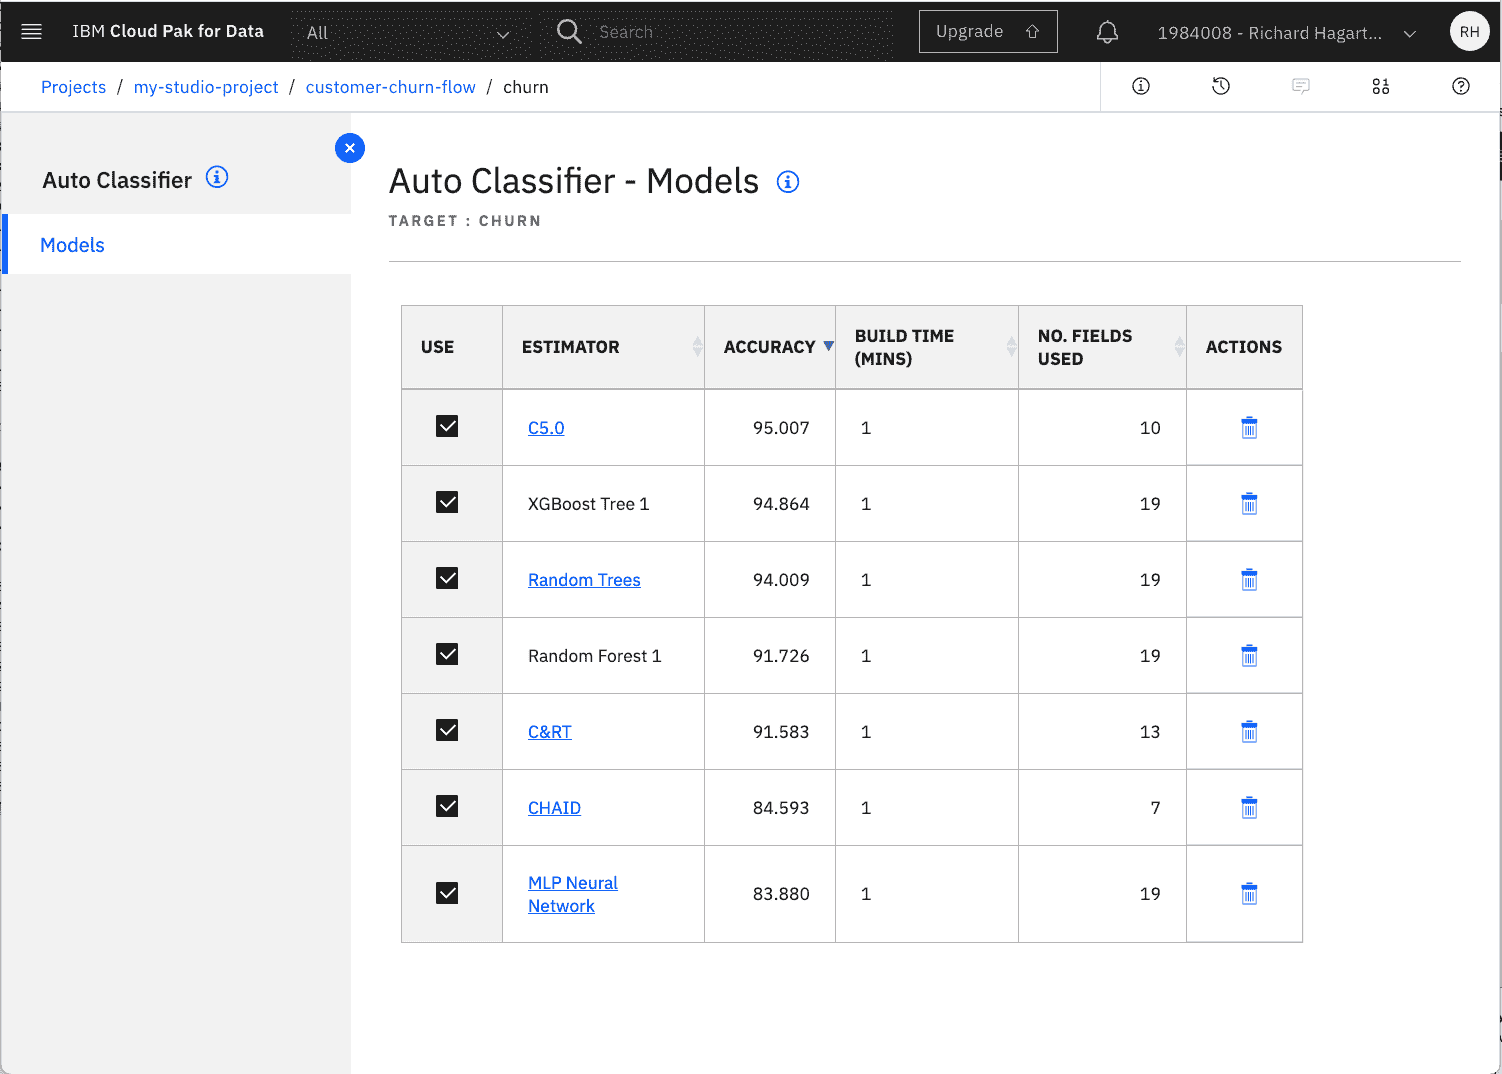 IBM Cloud Pak for Data
All
Search
Upgrade
1984008 - Richard Hagart...
RH
Projects / my-studio-project / customer-churn-flow / churn
Auto Classifier
Models
Auto Classifier - Models
TARGET : CHURN
USE ESTIMATOR ACCURACY BUILD TIME (MINS) NO. FIELDS USED ACTIONS
C5.0 95.007 1 10
XGBoost Tree 1 94.864 1 19
Random Trees 94.009 1 19
Random Forest 1 91.726 1 19
C&RT 91.583 1 13
CHAID 84.593 1 7
MLP Neural Network 83.880 1 19